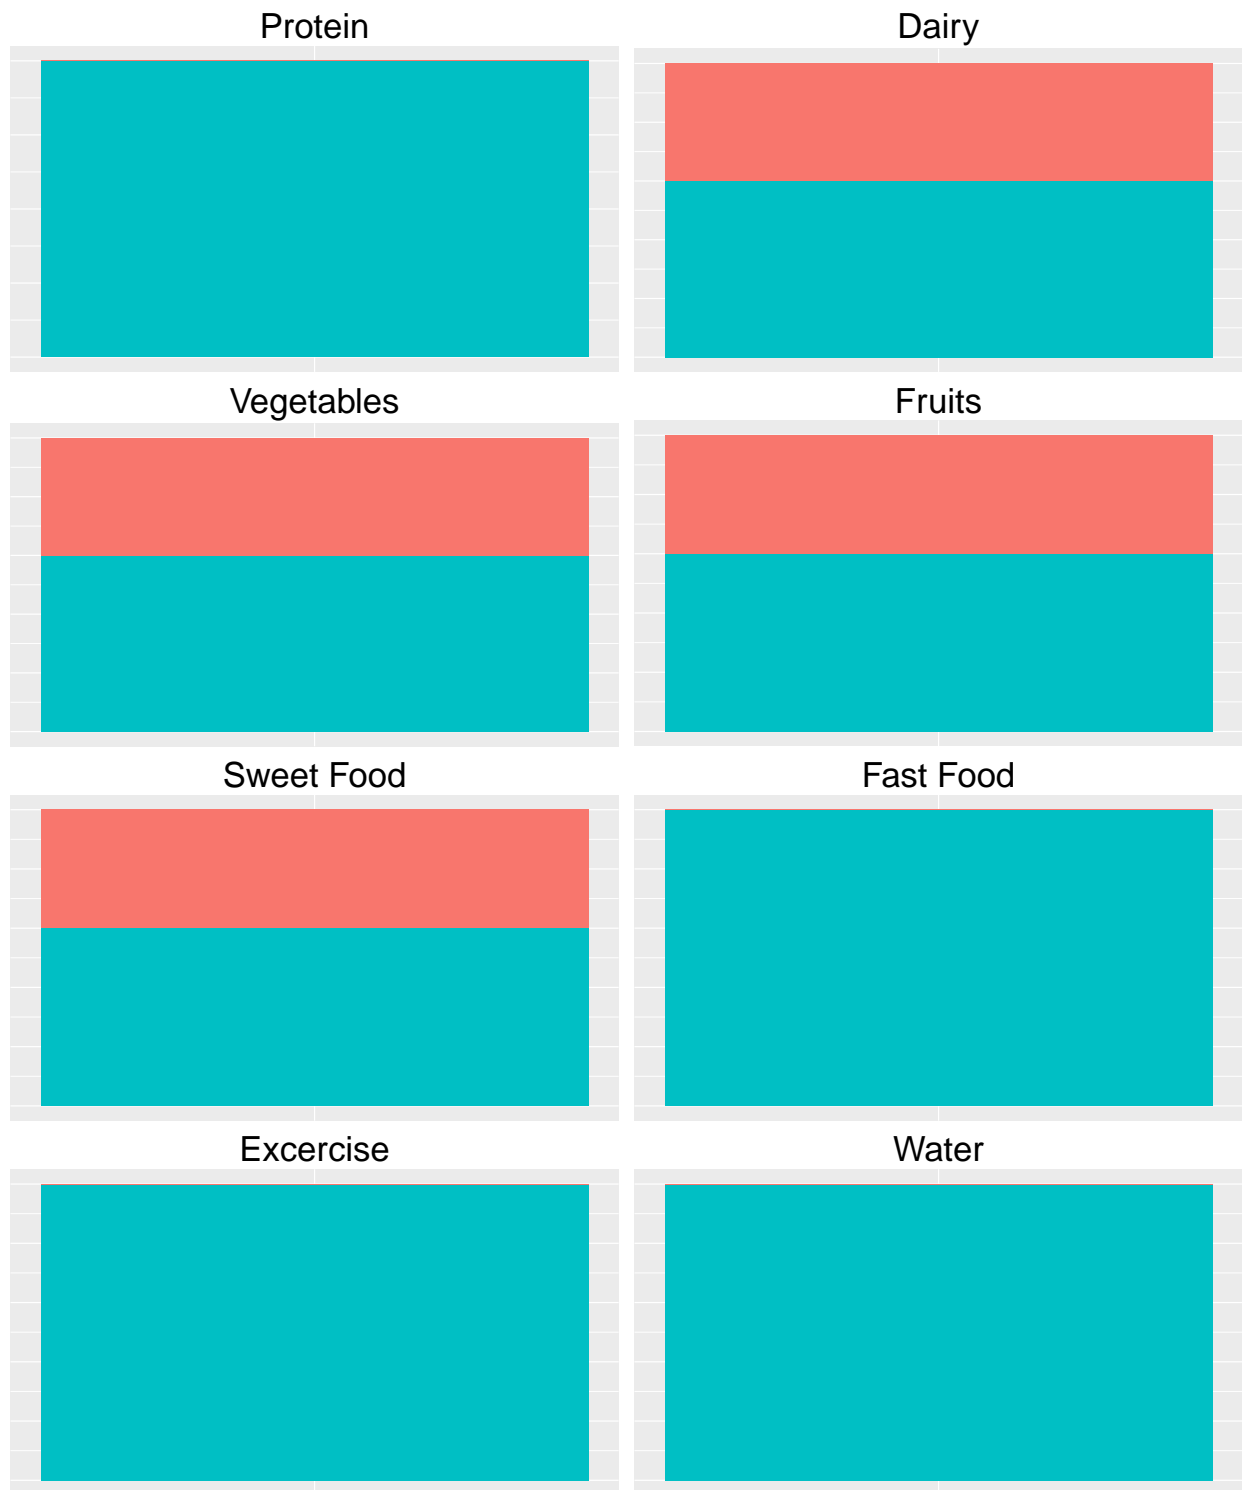 Protein
Dairy
Vegetables
Fruits
Sweet Food
Fast Food
Excercise
Water